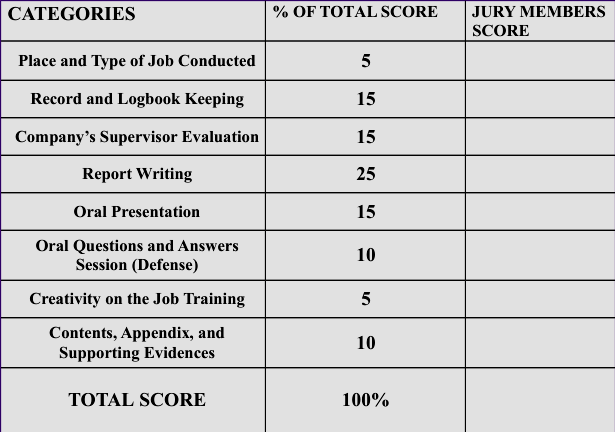 CATEGORIES
% OF TOTAL SCORE
JURY MEMBERS
SCORE
Place and Type of Job Conducted
5
Record and Logbook Keeping
15
Company's Supervisor Evaluation
15
Report Writing
25
Oral Presentation
15
Oral Questions and Answers
Session (Defense)
10
Creativity on the Job Training
5
Contents, Appendix, and
Supporting Evidences
10
TOTAL SCORE
100%